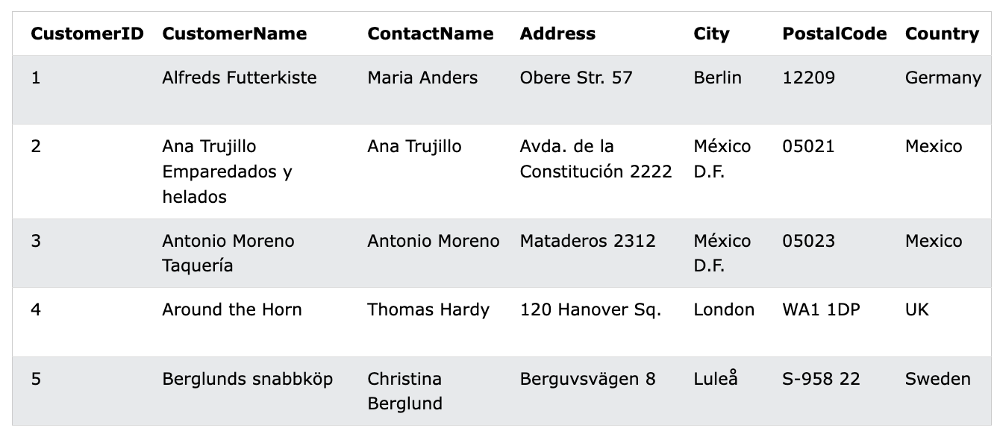 CustomerID CustomerName ContactName Address City PostalCode Country
1 Alfreds Futterkiste Maria Anders Obere Str. 57 Berlin 12209 Germany
2 Ana Trujillo Ana Trujillo Avda. de la México 05021 Mexico
Emparedados y Constitución 2222 D.F.
helados
3 Antonio Moreno Antonio Moreno Mataderos 2312 México 05023 Mexico
Taquería D.F.
4 Around the Horn Thomas Hardy 120 Hanover Sq. London WA1 1DP UK
5 Berglunds snabbköp Christina Berguvsvägen 8 Luleå S-958 22 Sweden
Berglund